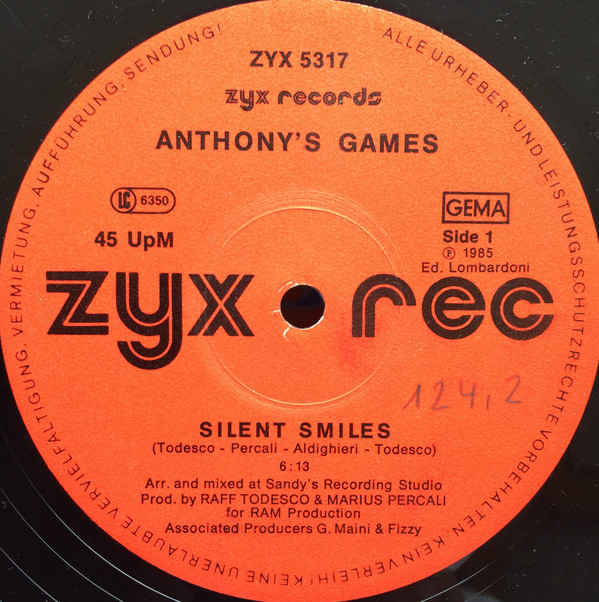 ALLE URHEBER- UND LEISTUNGSSCHUTZRECHTE VORBEHALTEN. KEIN VERLEIH! KEINE UNERLAUBTE VERVIELFÄLTIGUNG, VERMIETUNG, AUFFÜHRUNG, SENDUNG!
ZYX 5317
zyx records
ANTHONY'S GAMES
LC 6350
GEMA
45 UpM
Side 1
Ⓟ 1985
Ed. Lombardoni
zyx rec
124,2
SILENT SMILES
(Todesco - Percali - Aldighieri - Todesco)
6:13
Arr. and mixed at Sandy's Recording Studio
Prod. by RAFF TODESCO & MARIUS PERCALI
for RAM Production
Associated Producers G. Maini & Fizzy